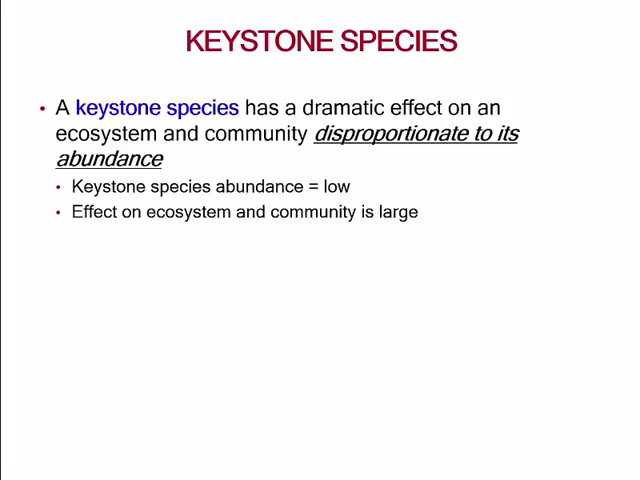 KEYSTONE SPECIES
• A keystone species has a dramatic effect on an
ecosystem and community disproportionate to its
abundance
• Keystone species abundance = low
• Effect on ecosystem and community is large